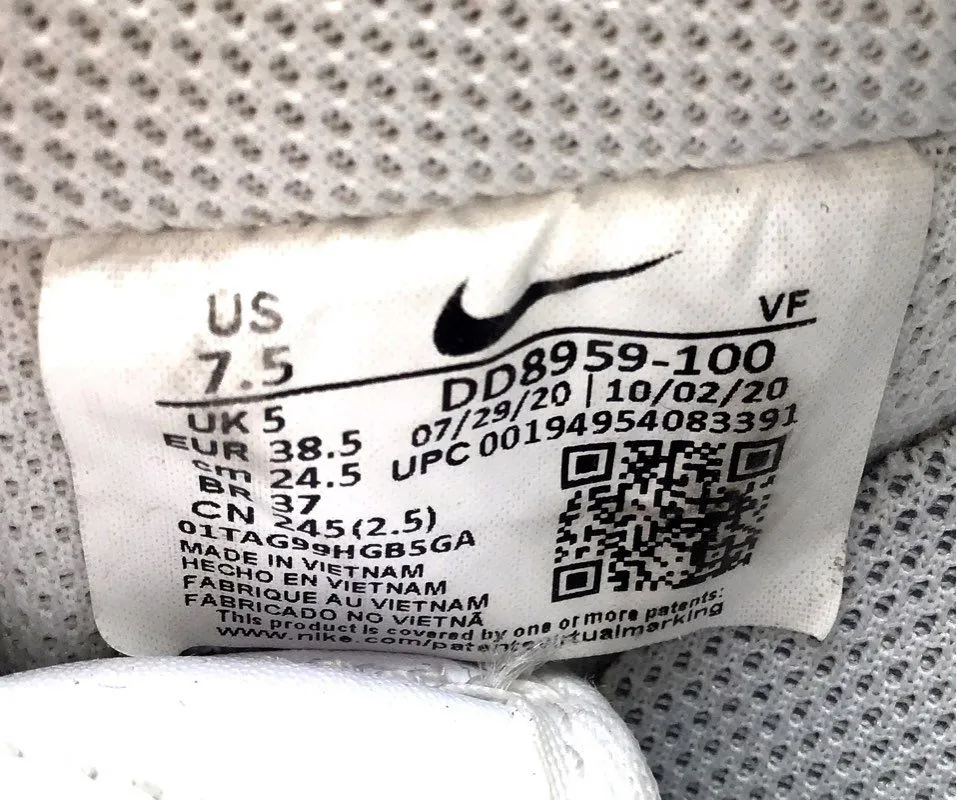 US
7.5
VF
DD8959-100
07/29/20 | 10/02/20
UPC 00194954083391
UK 5
EUR 38.5
cm 24.5
BR 37
CN 245(2.5)
01TAG99HGB5GA
MADE IN VIETNAM
HECHO EN VIETNAM
FABRIQUE AU VIETNAM
FABRICADO NO VIETNÃ
This product is covered by one or more patents: